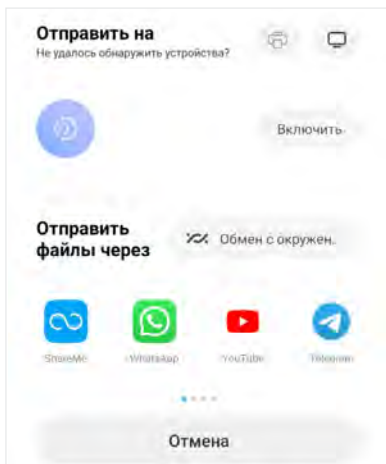 Отправить на
Не удалось обнаружить устройства?
Включить
Отправить
файлы через
Обмен с окружен.
ShareMe
WhatsApp
YouTube
Telegram
Отмена